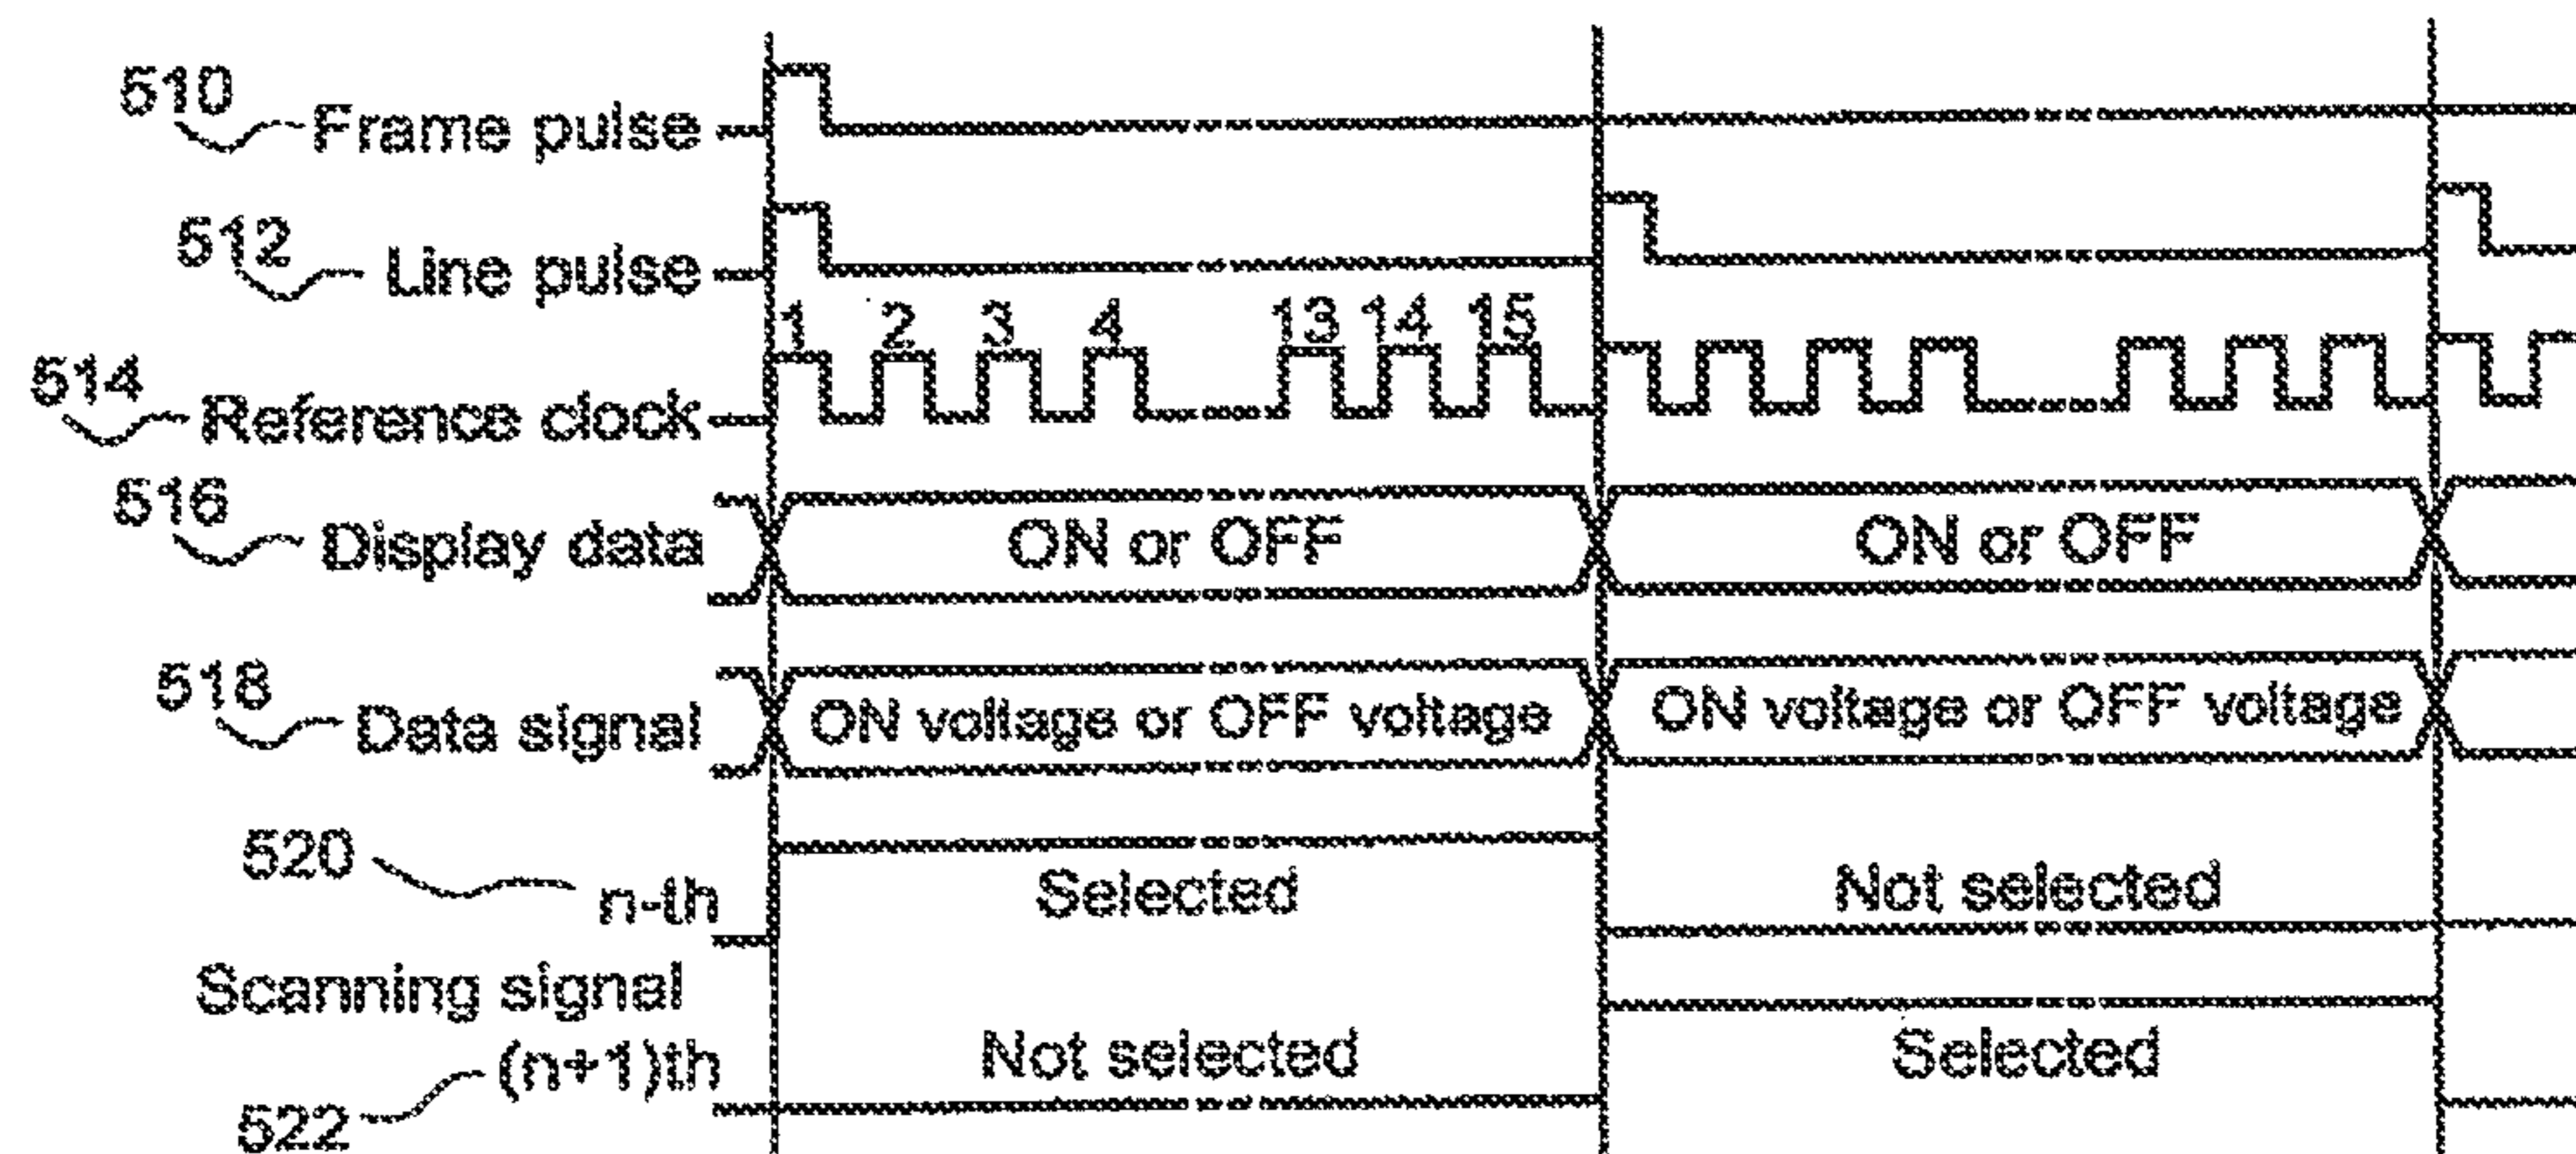 510 Frame pulse
512 Line pulse
1 2 3 4 13 14 15
514 Reference clock
516 Display data ON or OFF ON or OFF
518 Data signal ON voltage or OFF voltage ON voltage or OFF voltage
520 n-th Selected Not selected
Scanning signal
522 (n+1)th Not selected Selected